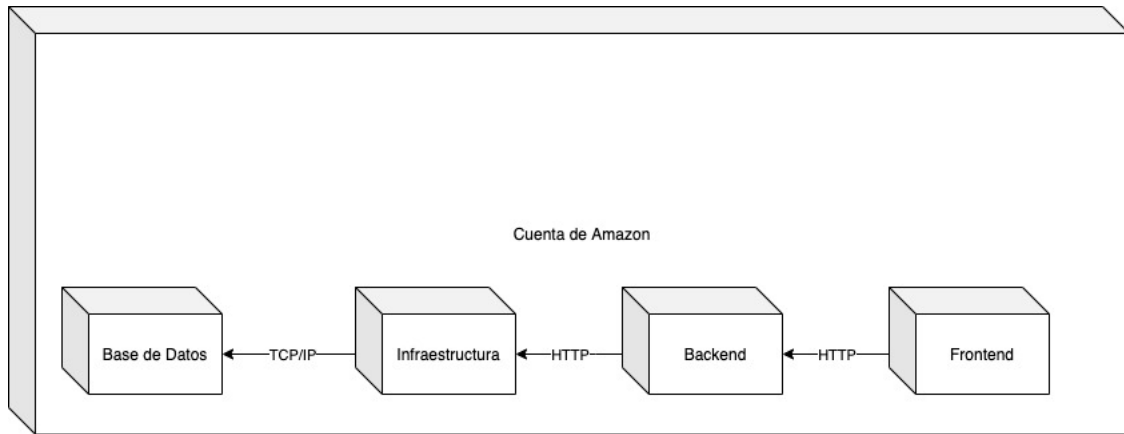 Cuenta de Amazon
Base de Datos
TCP/IP
Infraestructura
HTTP
Backend
HTTP
Frontend